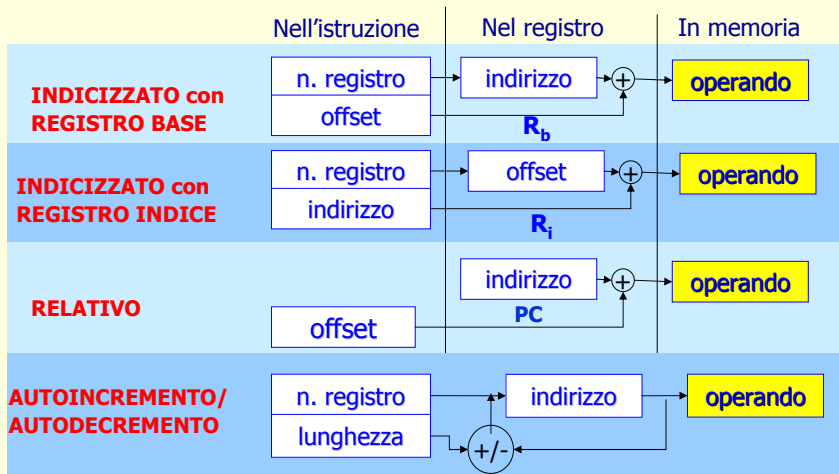 Nell'istruzione Nel registro In memoria
INDICIZZATO con
REGISTRO BASE
n. registro
offset
indirizzo
+
R_b
operando
INDICIZZATO con
REGISTRO INDICE
n. registro
indirizzo
offset
+
R_i
operando
RELATIVO
offset
indirizzo
+
PC
operando
AUTOINCREMENTO/
AUTODECREMENTO
n. registro
lunghezza
indirizzo
+/-
operando